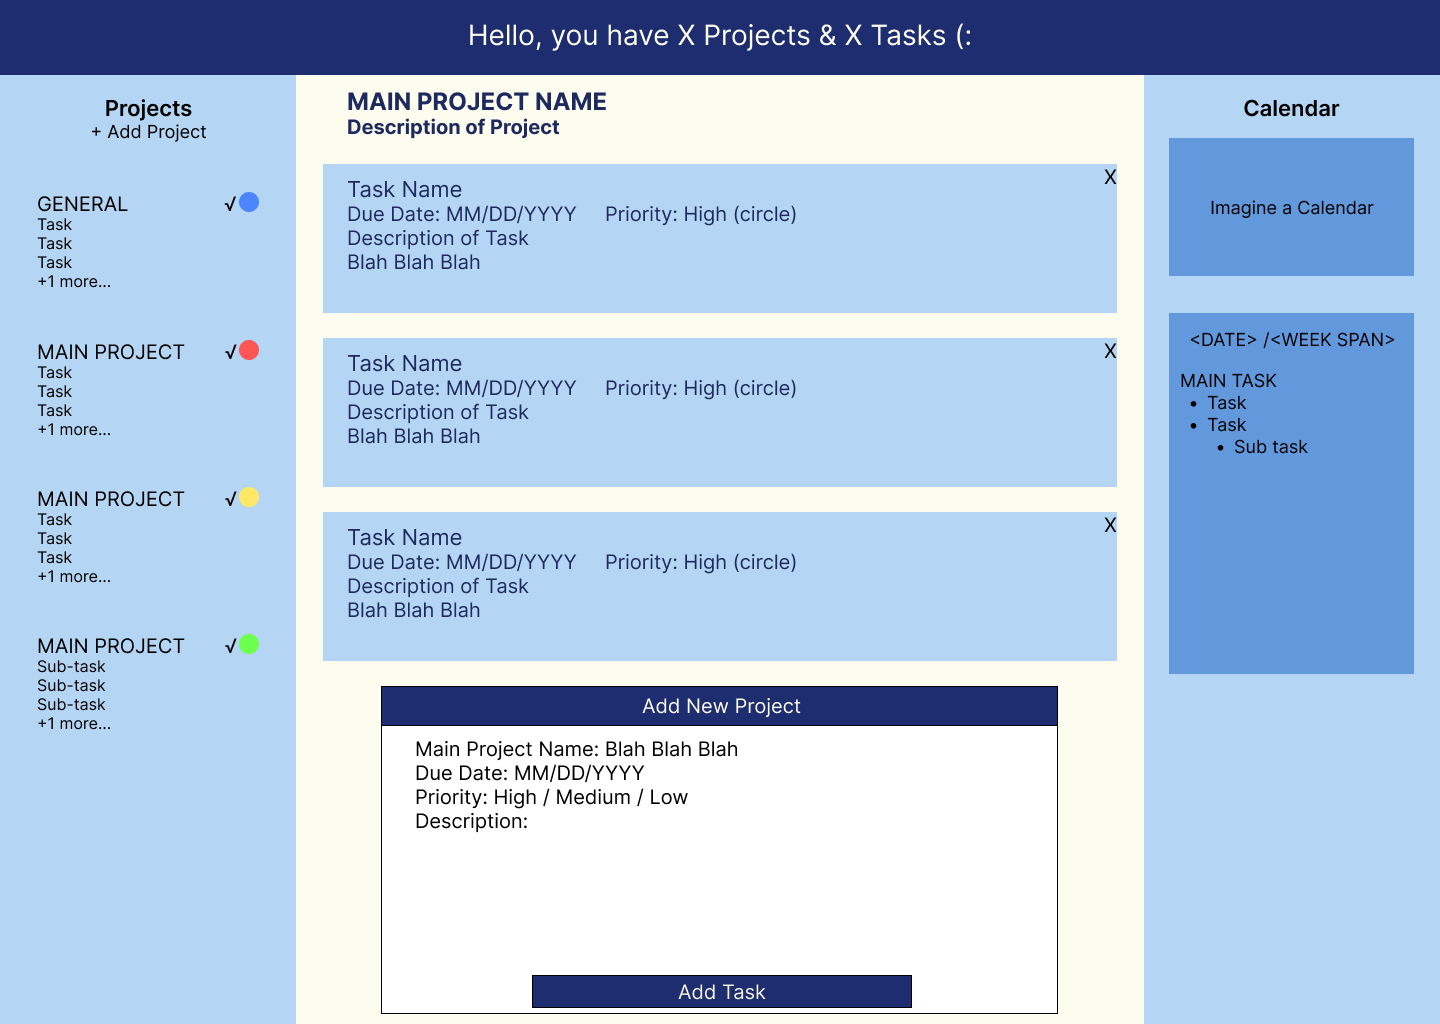 Hello, you have X Projects & X Tasks (:
Projects
+ Add Project
GENERAL √
Task
Task
Task
+1 more...
MAIN PROJECT √
Task
Task
Task
+1 more...
MAIN PROJECT √
Task
Task
Task
+1 more...
MAIN PROJECT √
Sub-task
Sub-task
Sub-task
+1 more...
MAIN PROJECT NAME
Description of Project
X
Task Name
Due Date: MM/DD/YYYY Priority: High (circle)
Description of Task
Blah Blah Blah
X
Task Name
Due Date: MM/DD/YYYY Priority: High (circle)
Description of Task
Blah Blah Blah
X
Task Name
Due Date: MM/DD/YYYY Priority: High (circle)
Description of Task
Blah Blah Blah
Add New Project
Main Project Name: Blah Blah Blah
Due Date: MM/DD/YYYY
Priority: High / Medium / Low
Description:
Add Task
Calendar
Imagine a Calendar
<DATE> /<WEEK SPAN>
MAIN TASK
• Task
• Task
• Sub task